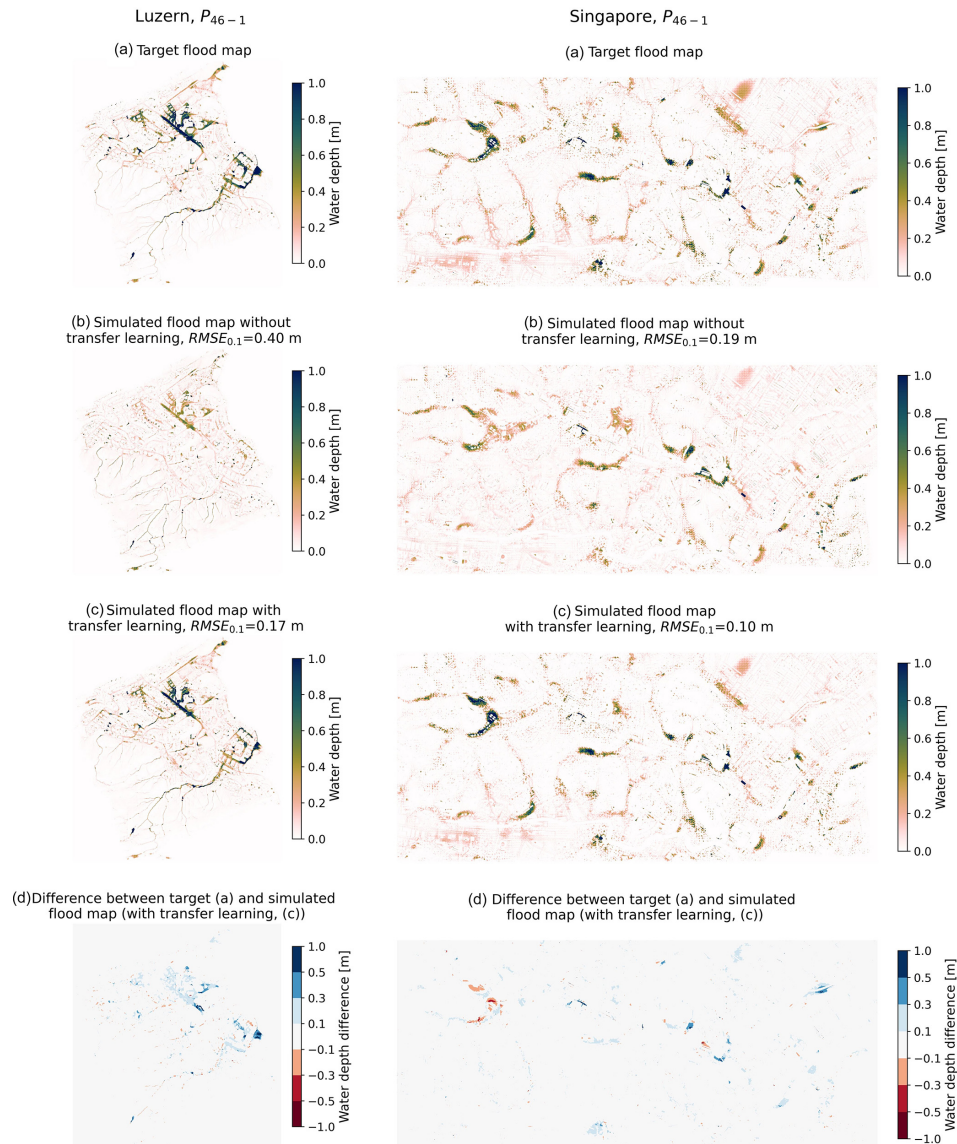 Luzern, P46−1
(a) Target flood map
1.0
0.8
0.6
0.4
0.2
0.0
Water depth [m]
(b) Simulated flood map without
transfer learning, RMSE0.1=0.40 m
1.0
0.8
0.6
0.4
0.2
0.0
Water depth [m]
(c) Simulated flood map with
transfer learning, RMSE0.1=0.17 m
1.0
0.8
0.6
0.4
0.2
0.0
Water depth [m]
(d)Difference between target (a) and simulated
flood map (with transfer learning, (c))
1.0
0.5
0.3
0.1
−0.1
−0.3
−0.5
−1.0
Water depth difference [m]
Singapore, P46−1
(a) Target flood map
1.0
0.8
0.6
0.4
0.2
0.0
Water depth [m]
(b) Simulated flood map without
transfer learning, RMSE0.1=0.19 m
1.0
0.8
0.6
0.4
0.2
0.0
Water depth [m]
(c) Simulated flood map
with transfer learning, RMSE0.1=0.10 m
1.0
0.8
0.6
0.4
0.2
0.0
Water depth [m]
(d) Difference between target (a) and simulated
flood map (with transfer learning, (c))
1.0
0.5
0.3
0.1
−0.1
−0.3
−0.5
−1.0
Water depth difference [m]